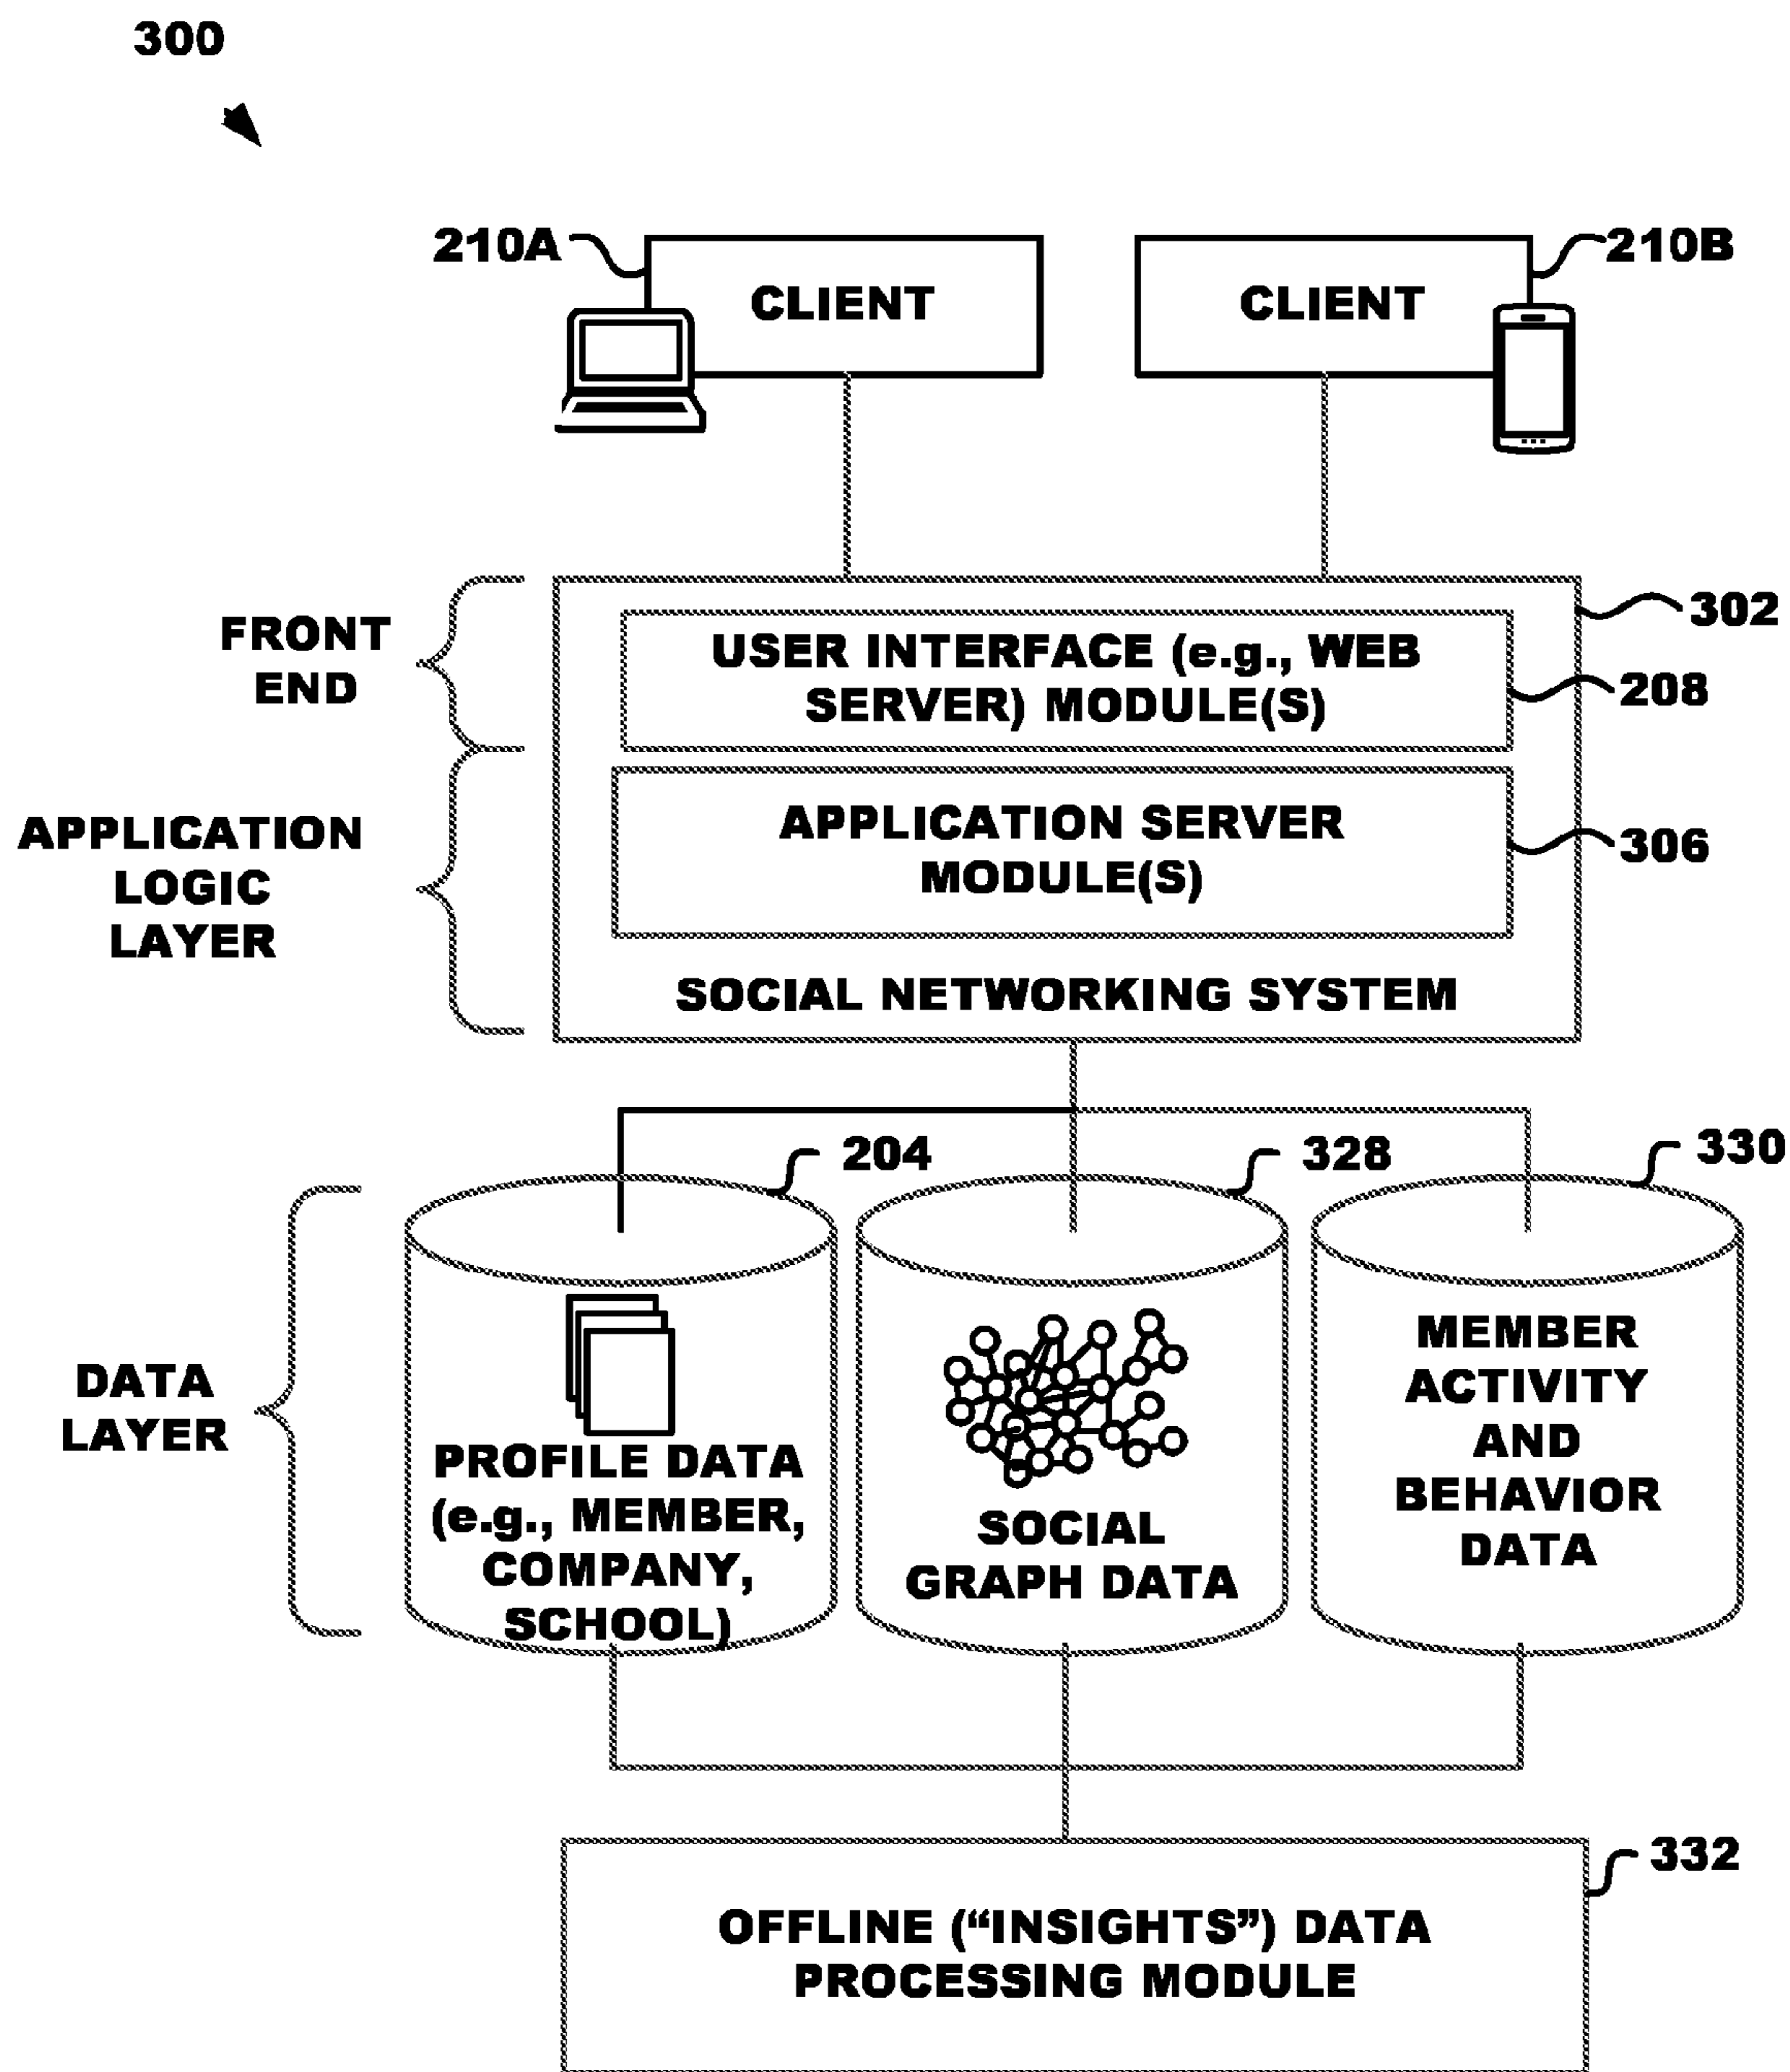 300
210A
CLIENT
CLIENT
210B
FRONT
END
USER INTERFACE (e.g., WEB
SERVER) MODULE(S)
302
208
APPLICATION
LOGIC
LAYER
APPLICATION SERVER
MODULE(S)
306
SOCIAL NETWORKING SYSTEM
204
328
330
DATA
LAYER
PROFILE DATA
(e.g., MEMBER,
COMPANY,
SCHOOL)
SOCIAL
GRAPH DATA
MEMBER
ACTIVITY
AND
BEHAVIOR
DATA
332
OFFLINE (“INSIGHTS”) DATA
PROCESSING MODULE